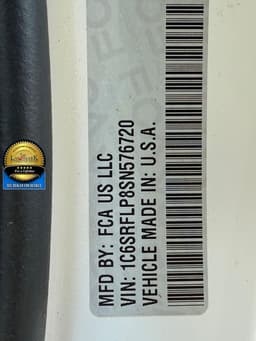 MFD BY: FCA US LLC
VIN: 1C6SRFLP8SN576720
VEHICLE MADE IN: U.S.A.